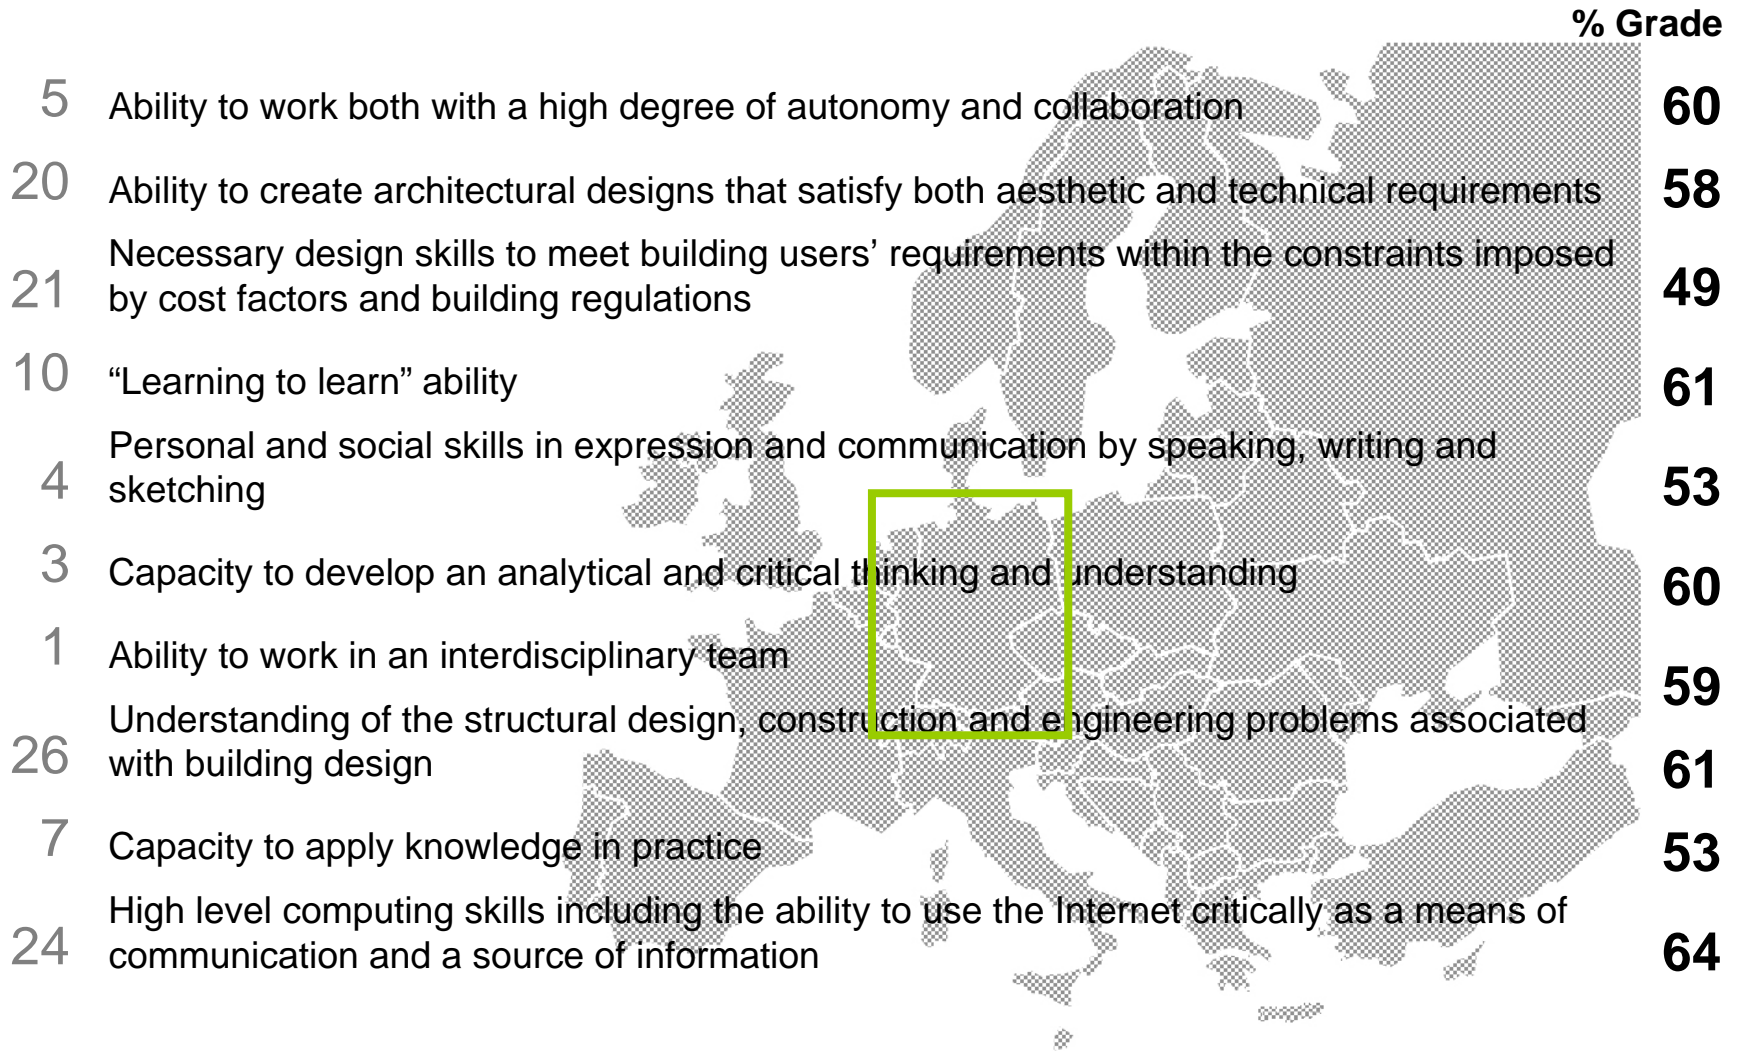 % Grade
5 Ability to work both with a high degree of autonomy and collaboration 60
20 Ability to create architectural designs that satisfy both aesthetic and technical requirements 58
Necessary design skills to meet building users’ requirements within the constraints imposed
21 by cost factors and building regulations 49
10 “Learning to learn” ability 61
Personal and social skills in expression and communication by speaking, writing and
4 sketching 53
3 Capacity to develop an analytical and critical thinking and understanding 60
1 Ability to work in an interdisciplinary team 59
Understanding of the structural design, construction and engineering problems associated
26 with building design 61
7 Capacity to apply knowledge in practice 53
High level computing skills including the ability to use the Internet critically as a means of
24 communication and a source of information 64